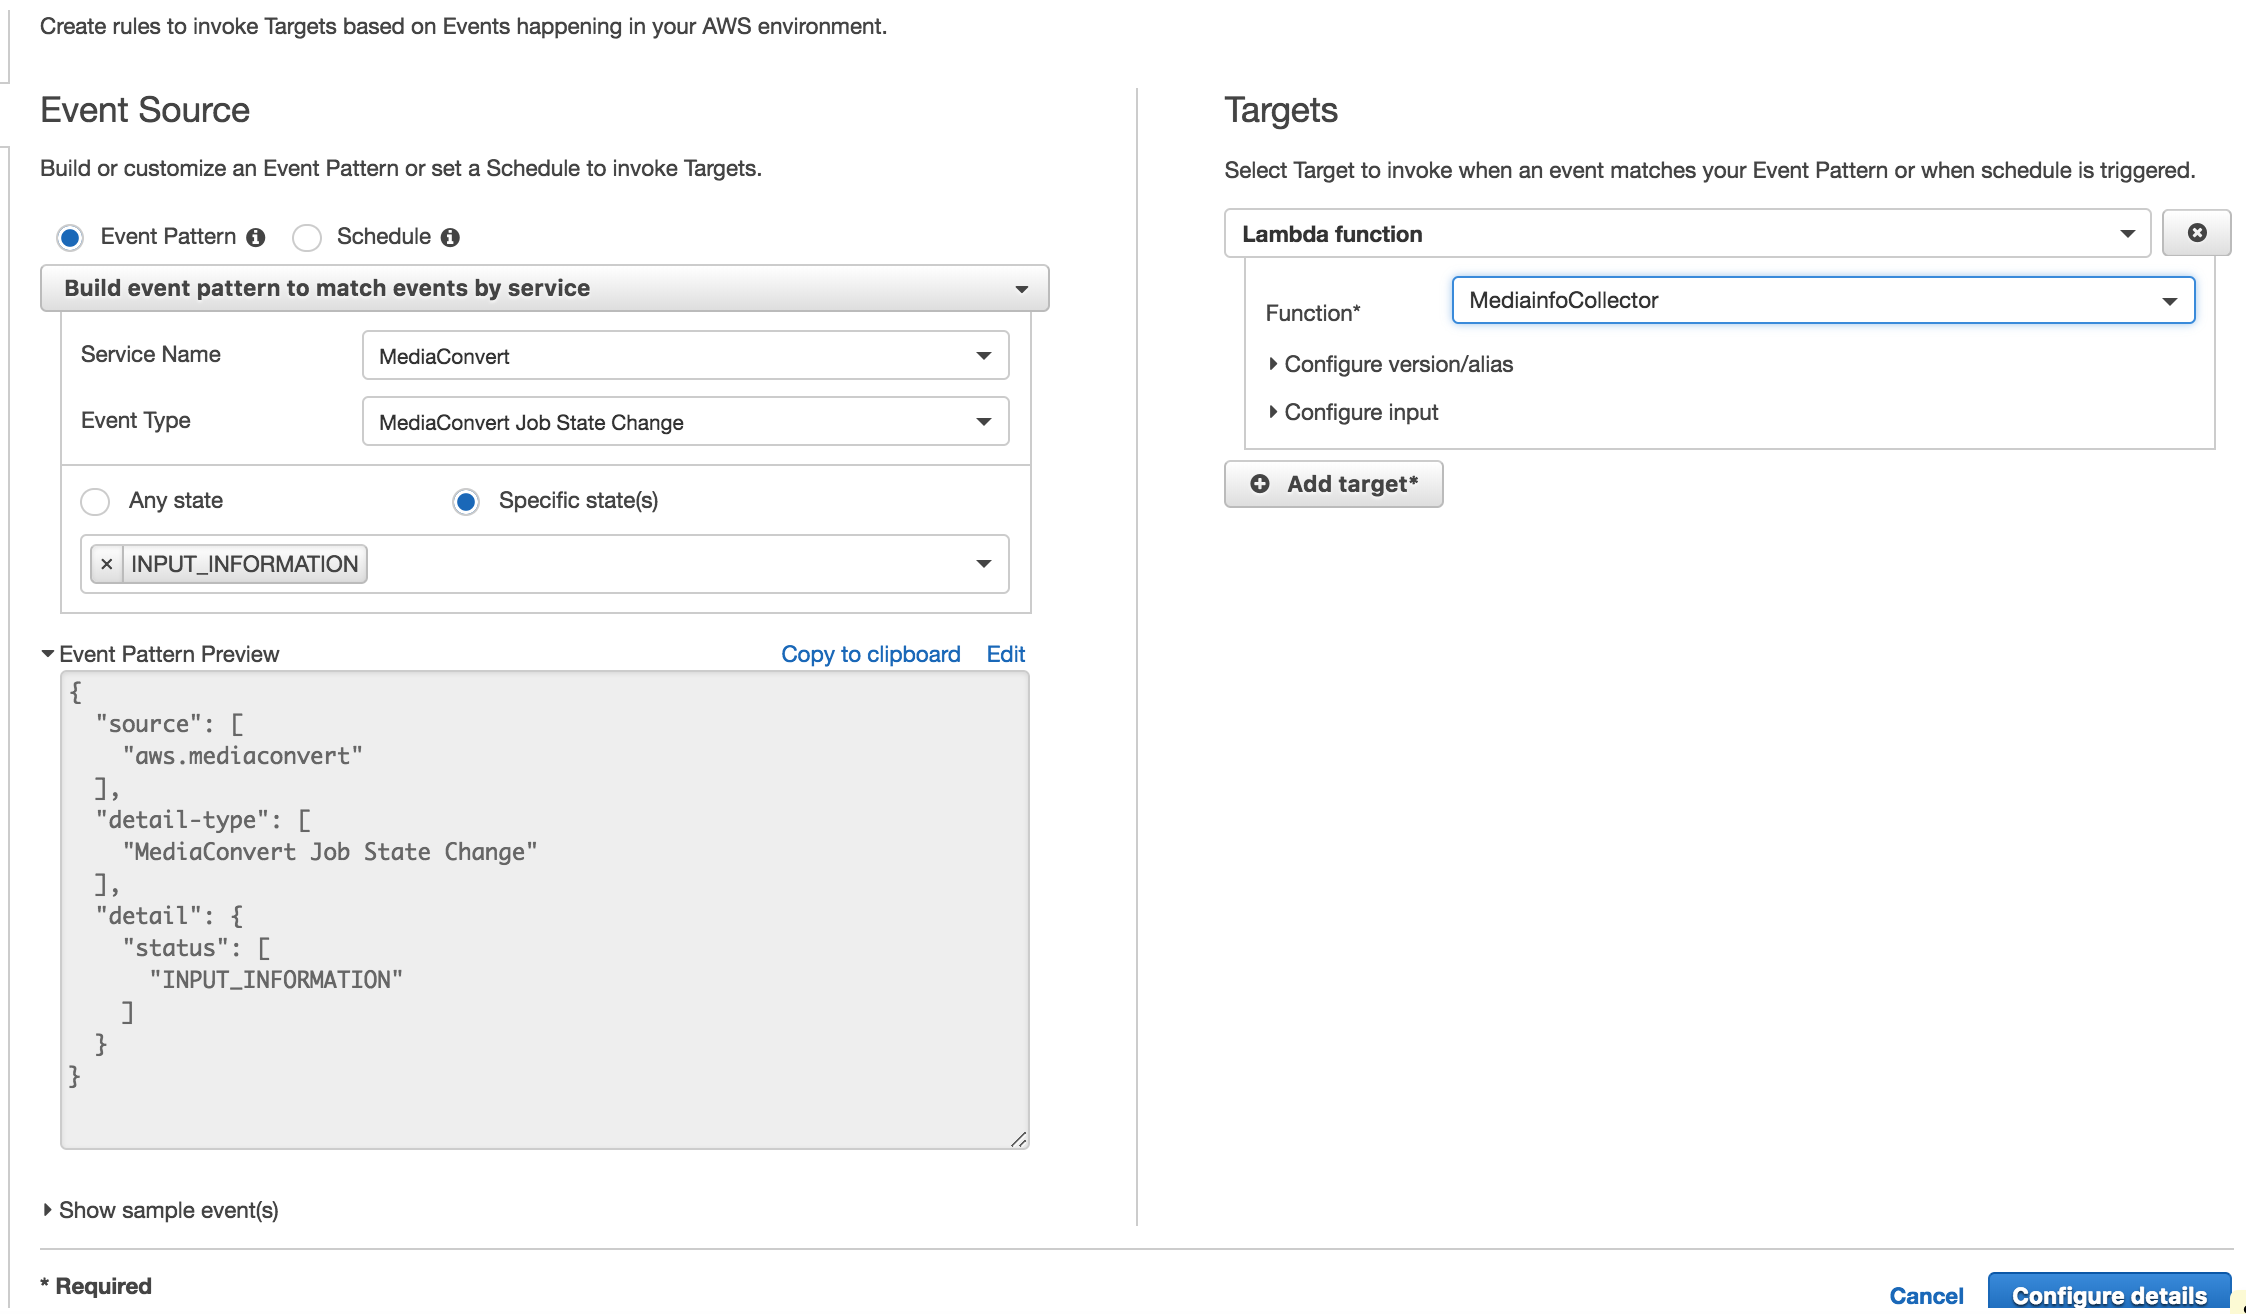 Create rules to invoke Targets based on Events happening in your AWS environment.
Event Source
Build or customize an Event Pattern or set a Schedule to invoke Targets.
Event Pattern
Schedule
Build event pattern to match events by service
Service Name
MediaConvert
Event Type
MediaConvert Job State Change
Any state
Specific state(s)
× INPUT_INFORMATION
Event Pattern Preview
Copy to clipboard
Edit
{
  "source": [
    "aws.mediaconvert"
  ],
  "detail-type": [
    "MediaConvert Job State Change"
  ],
  "detail": {
    "status": [
      "INPUT_INFORMATION"
    ]
  }
}
Show sample event(s)
Targets
Select Target to invoke when an event matches your Event Pattern or when schedule is triggered.
Lambda function
Function*
MediainfoCollector
Configure version/alias
Configure input
Add target*
* Required
Cancel
Configure details